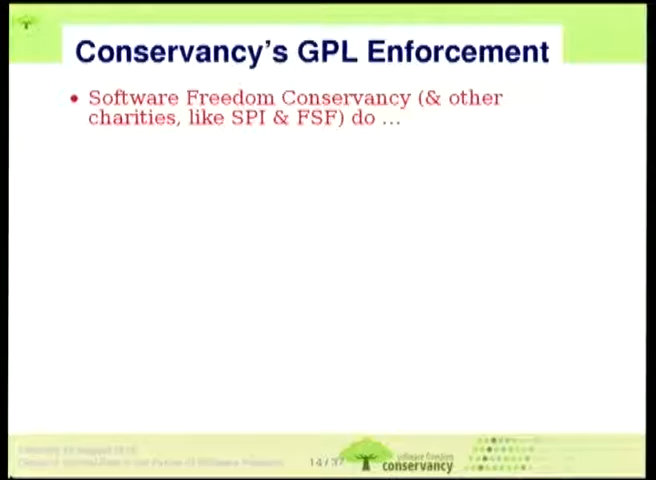 Conservancy's GPL Enforcement
• Software Freedom Conservancy (& other
charities, like SPI & FSF) do …
14 / 37
software freedom
conservancy